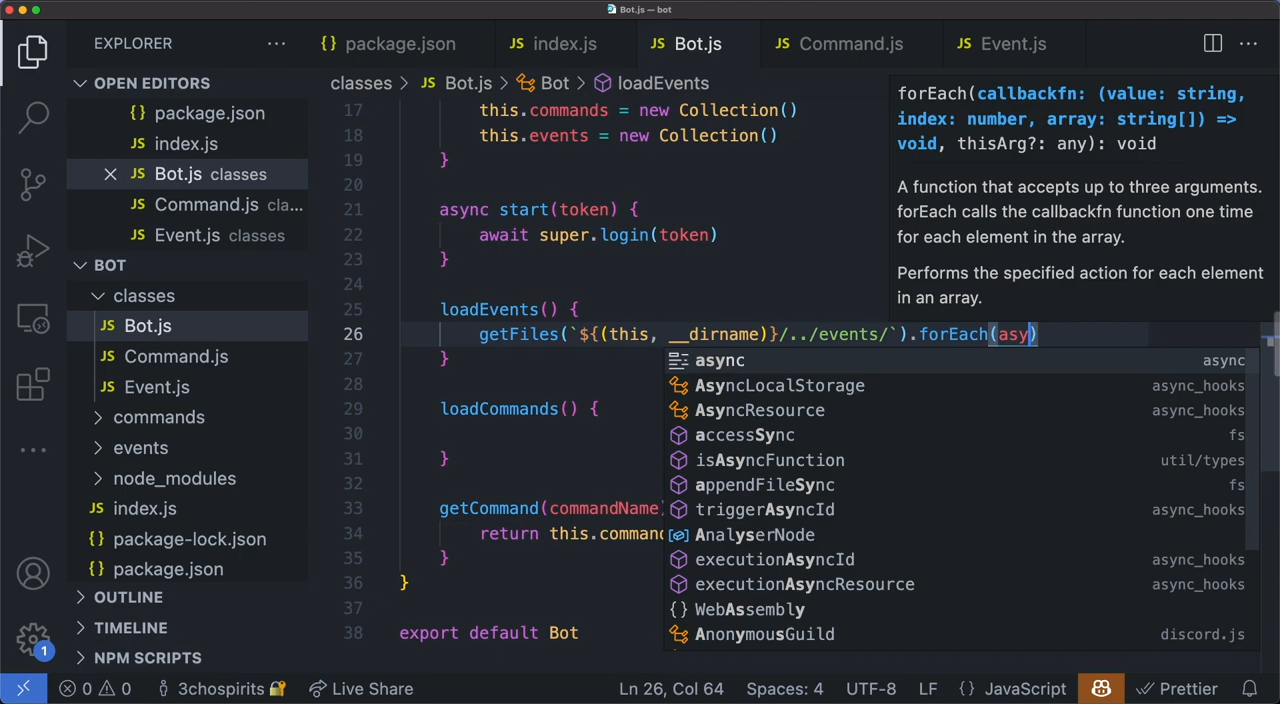 Bot.js — bot
EXPLORER
OPEN EDITORS
{} package.json
JS index.js
JS Bot.js classes
JS Command.js cla...
JS Event.js classes
BOT
classes
JS Bot.js
JS Command.js
JS Event.js
commands
events
node_modules
JS index.js
{} package-lock.json
{} package.json
OUTLINE
TIMELINE
NPM SCRIPTS
{} package.json
JS index.js
JS Bot.js
JS Command.js
JS Event.js
classes > JS Bot.js > Bot > loadEvents
17 this.commands = new Collection()
18 this.events = new Collection()
19 }
20
21 async start(token) {
22 await super.login(token)
23 }
24
25 loadEvents() {
26 getFiles(`${(this, __dirname)}/../events/`).forEach(asy)
27 }
28
29 loadCommands() {
30
31 }
32
33 getCommand(commandName)
34 return this.command
35 }
36 }
37
38 export default Bot
forEach(callbackfn: (value: string,
index: number, array: string[]) =>
void, thisArg?: any): void
A function that accepts up to three arguments.
forEach calls the callbackfn function one time
for each element in the array.
Performs the specified action for each element
in an array.
async async
AsyncLocalStorage async_hooks
AsyncResource async_hooks
accessSync fs
isAsyncFunction util/types
appendFileSync fs
triggerAsyncId async_hooks
AnalyserNode
executionAsyncId async_hooks
executionAsyncResource async_hooks
{} WebAssembly
AnonymousGuild discord.js
1
0 0 3chospirits Live Share Ln 26, Col 64 Spaces: 4 UTF-8 LF {} JavaScript Prettier